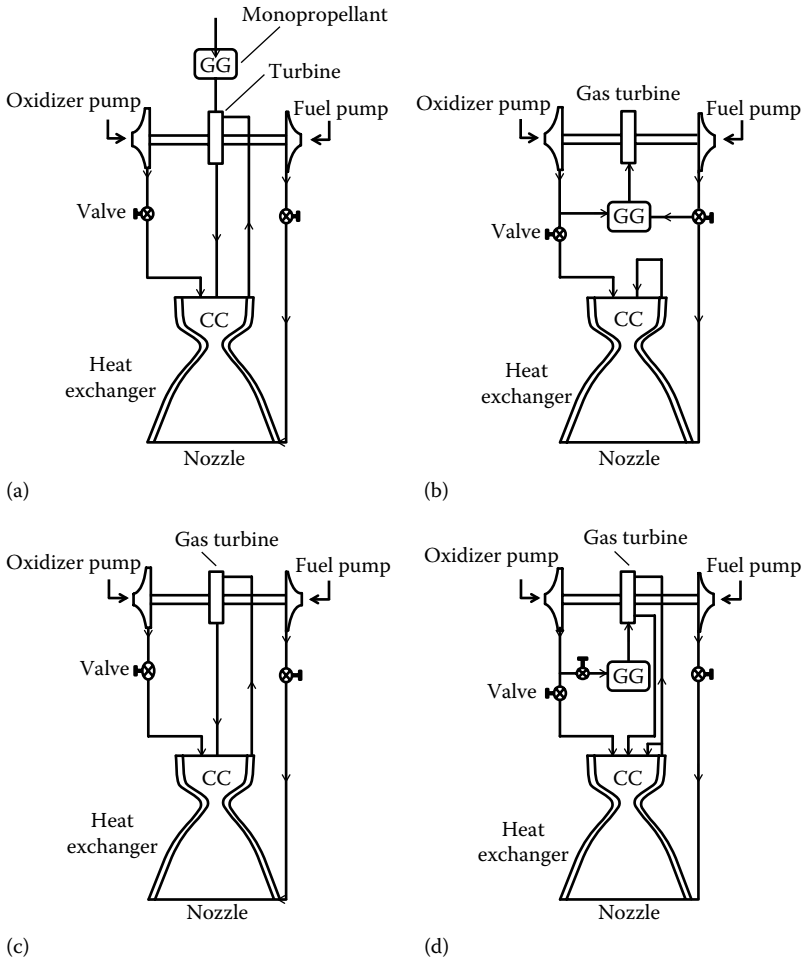 Monopropellant
GG
Turbine
Oxidizer pump
Fuel pump
Valve
CC
Heat
exchanger
Nozzle
(a)
Gas turbine
Oxidizer pump
Fuel pump
GG
Valve
CC
Heat
exchanger
Nozzle
(b)
Gas turbine
Oxidizer pump
Fuel pump
Valve
CC
Heat
exchanger
Nozzle
(c)
Gas turbine
Oxidizer pump
Fuel pump
GG
Valve
CC
Heat
exchanger
Nozzle
(d)